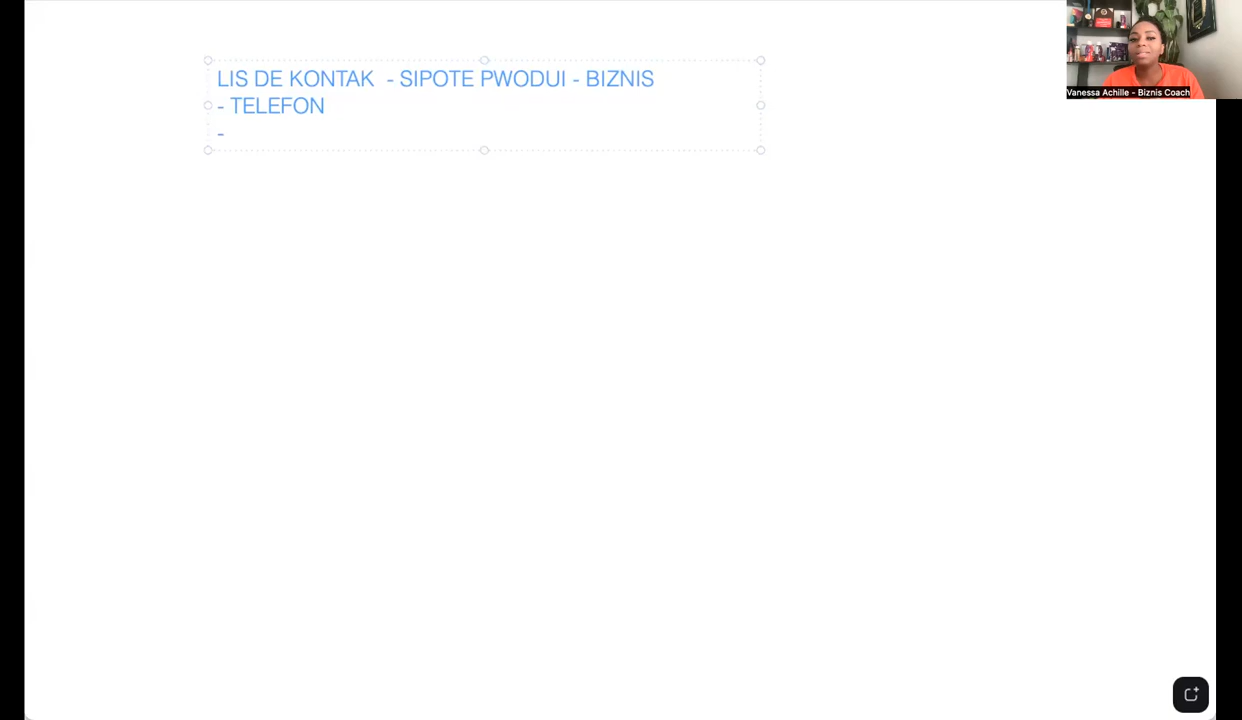 LIS DE KONTAK - SIPOTE PWODUI - BIZNIS
- TELEFON
-
Vanessa Achille - Biznis Coach